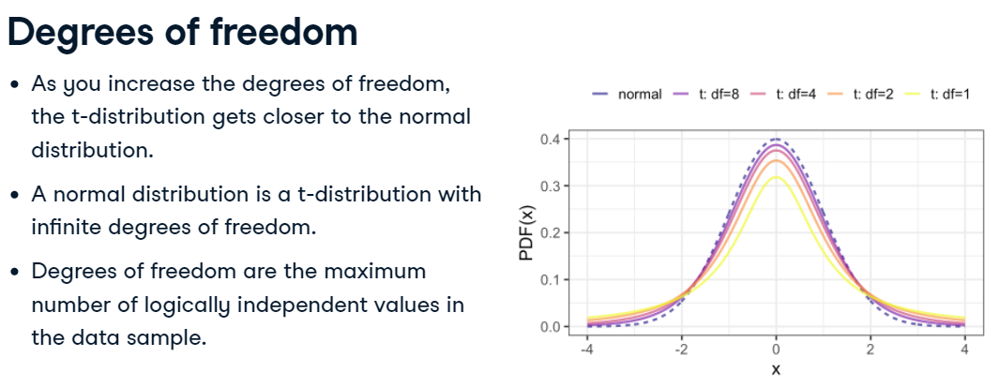 Degrees of freedom
• As you increase the degrees of freedom,
the t-distribution gets closer to the normal
distribution.
• A normal distribution is a t-distribution with
infinite degrees of freedom.
• Degrees of freedom are the maximum
number of logically independent values in
the data sample.
normal t: df=8 t: df=4 t: df=2 t: df=1
PDF(x)
0.4
0.3
0.2
0.1
0.0
-4 -2 0 2 4
x